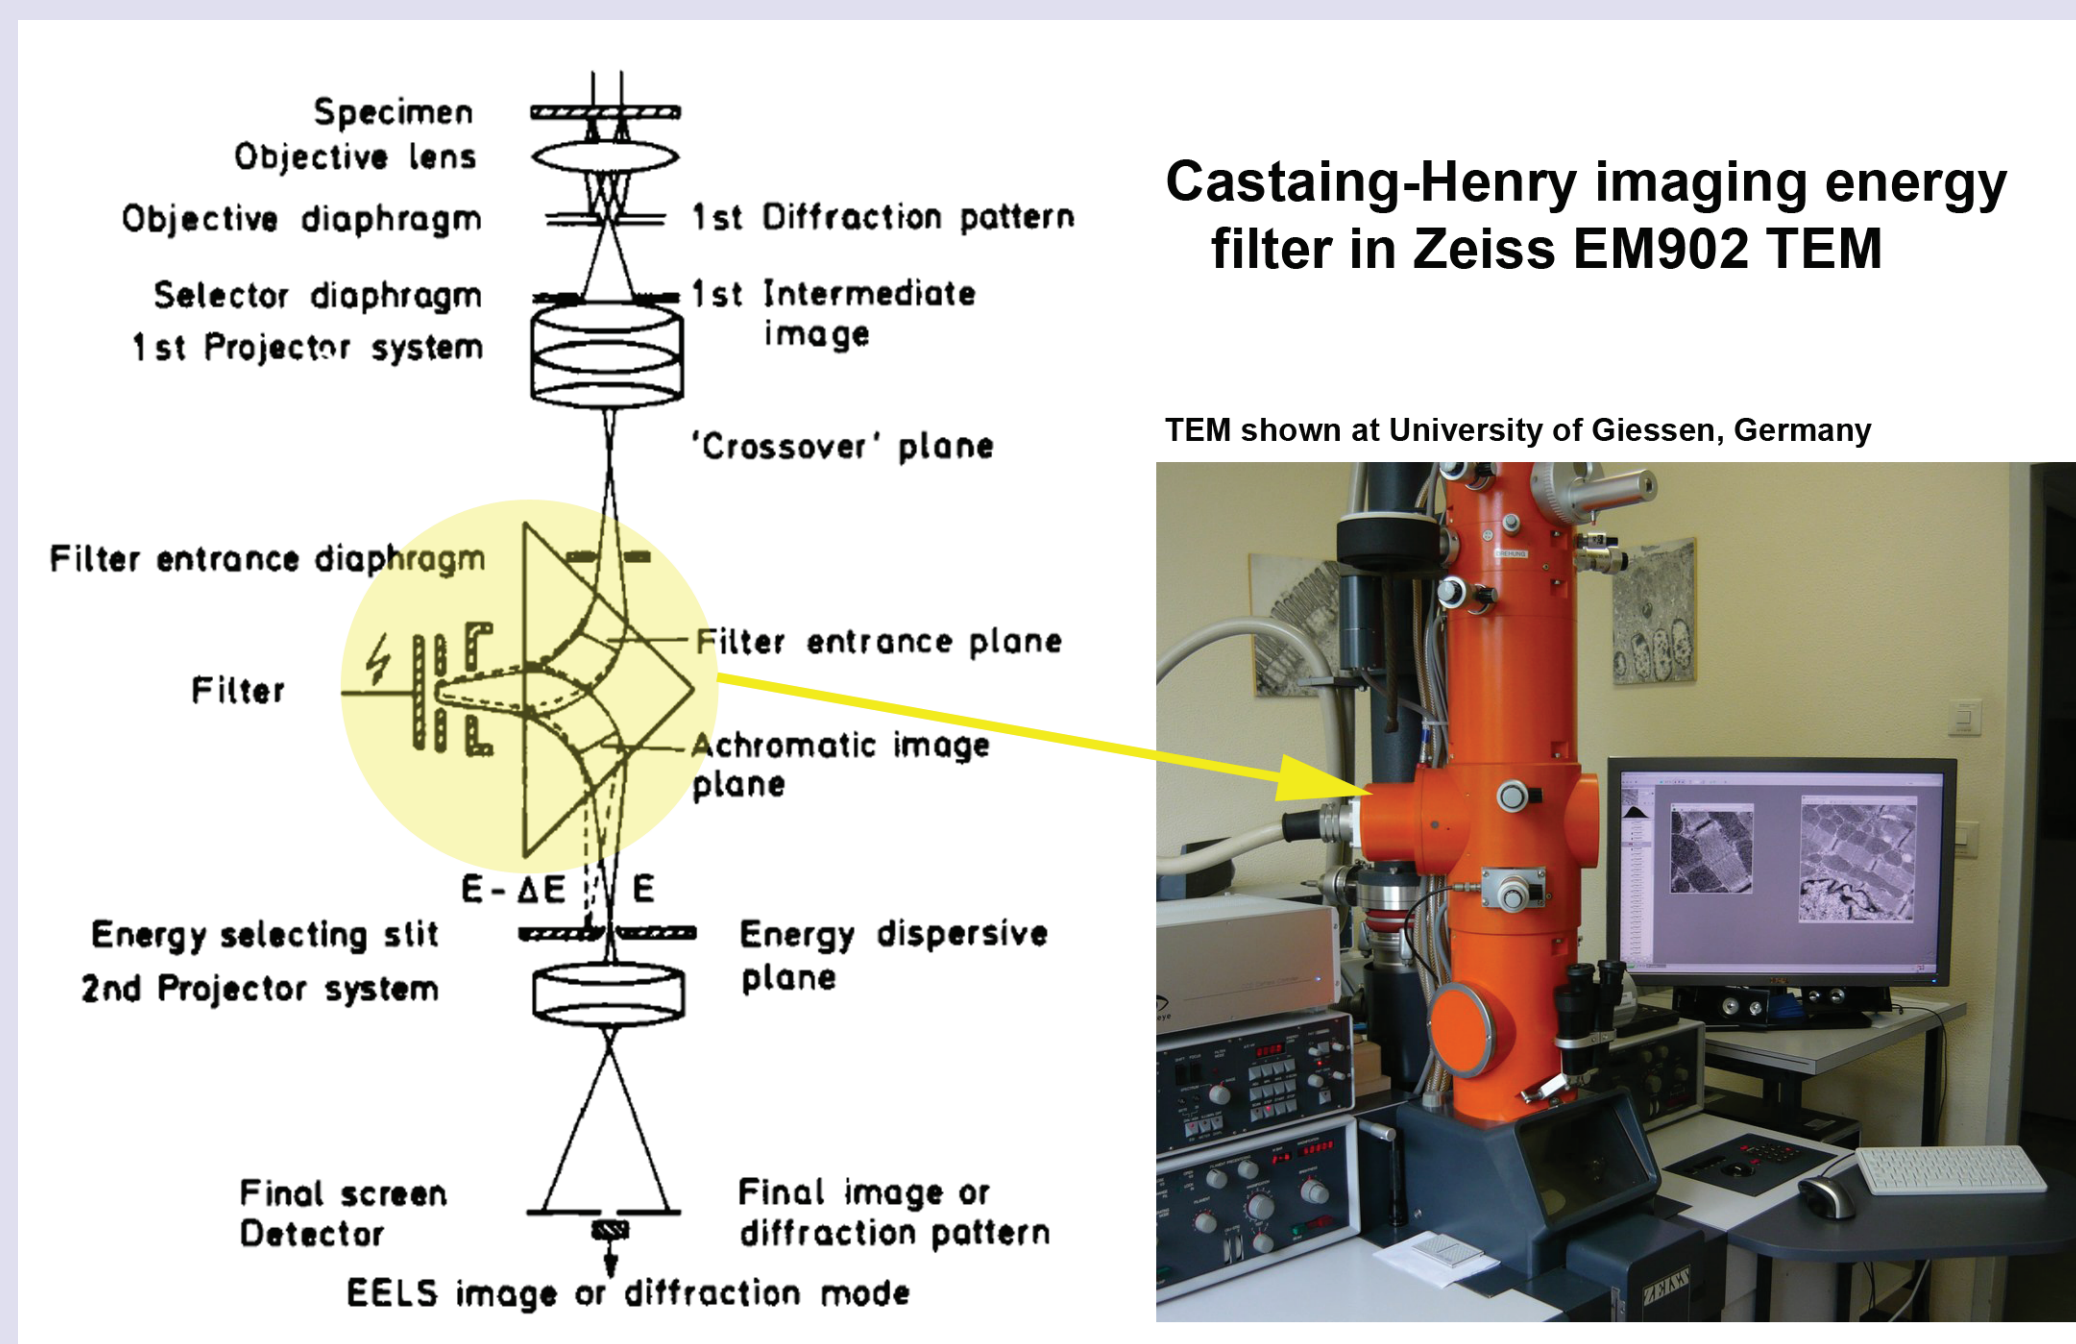 Castaing-Henry imaging energy
filter in Zeiss EM902 TEM
TEM shown at University of Giessen, Germany
Specimen
Objective lens
Objective diaphragm
1st Diffraction pattern
Selector diaphragm
1st Intermediate
image
1st Projector system
'Crossover' plane
Filter entrance diaphragm
Filter entrance plane
Filter
Achromatic image
plane
E - ΔE
E
Energy selecting slit
Energy dispersive
plane
2nd Projector system
Final screen
Detector
Final image or
diffraction pattern
EELS image or diffraction mode
DREHUNG
eye